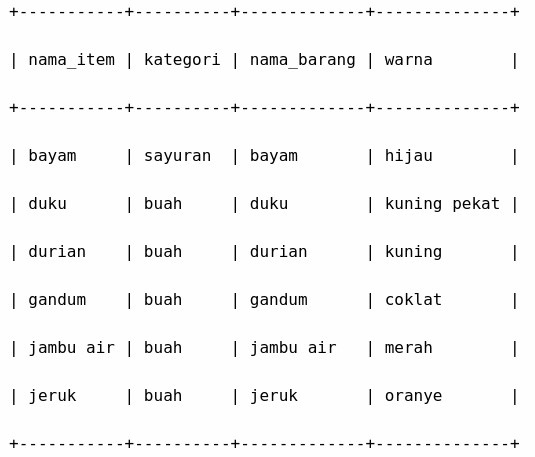 +-----------+----------+-------------+--------------+
| nama_item | kategori | nama_barang | warna        |
+-----------+----------+-------------+--------------+
| bayam     | sayuran  | bayam       | hijau        |
| duku      | buah     | duku        | kuning pekat |
| durian    | buah     | durian      | kuning       |
| gandum    | buah     | gandum      | coklat       |
| jambu air | buah     | jambu air   | merah        |
| jeruk     | buah     | jeruk       | oranye       |
+-----------+----------+-------------+--------------+